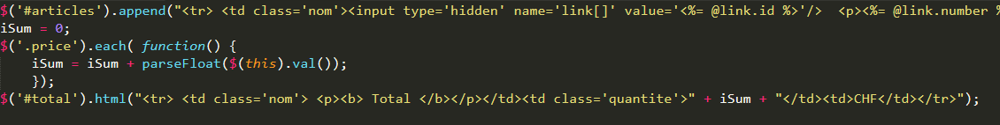 $('#articles').append("<tr> <td class='nom'><input type='hidden' name='link[]' value='<%= @link.id %>'/>  <p><%= @link.number %
iSum = 0;
$('.price').each( function() {
    iSum = iSum + parseFloat($(this).val());
    });
$('#total').html("<tr> <td class='nom'> <p><b> Total </b></p></td><td class='quantite'>" + iSum + "</td><td>CHF</td></tr>");